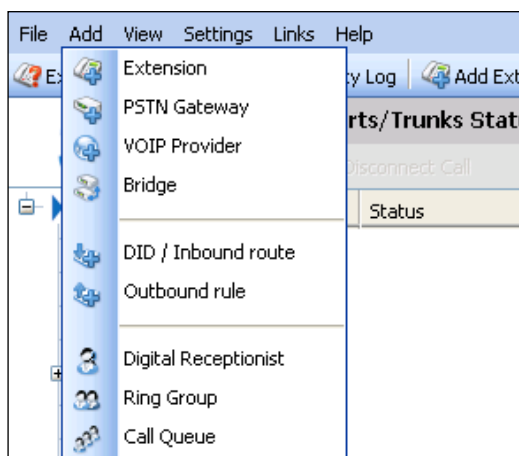 File Add View Settings Links Help
Extension
Log Add Ext
PSTN Gateway
rts/Trunks Stat
VOIP Provider
Disconnect Call
Bridge
Status
DID / Inbound route
Outbound rule
Digital Receptionist
Ring Group
Call Queue